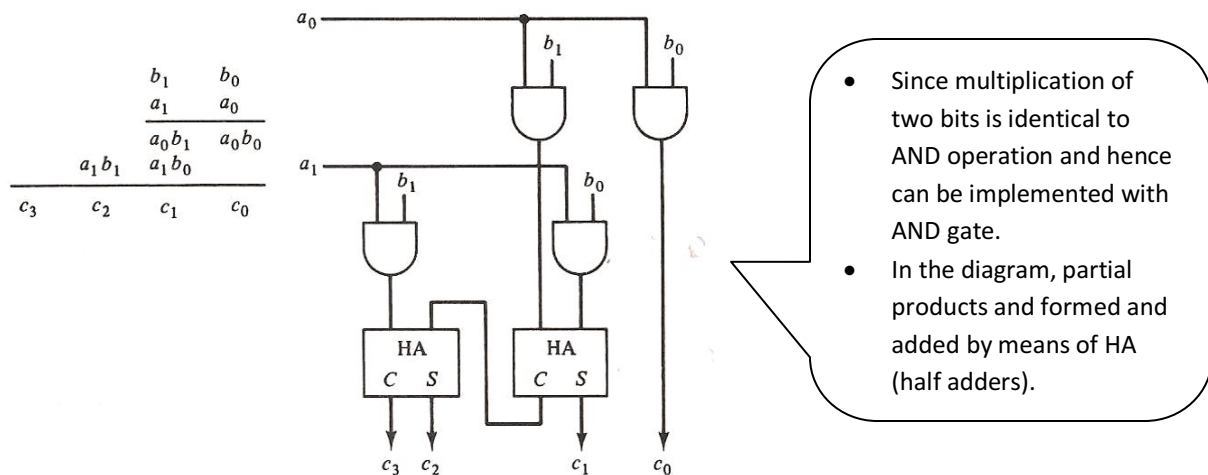 b₁ b₀
a₁ a₀
a₀b₁ a₀b₀
a₁b₁ a₁b₀
c₃ c₂ c₁ c₀
a₀
b₁ b₀
a₁
b₁ b₀
HA HA
C S C S
c₃ c₂ c₁ c₀
• Since multiplication of
two bits is identical to
AND operation and hence
can be implemented with
AND gate.
• In the diagram, partial
products and formed and
added by means of HA
(half adders).